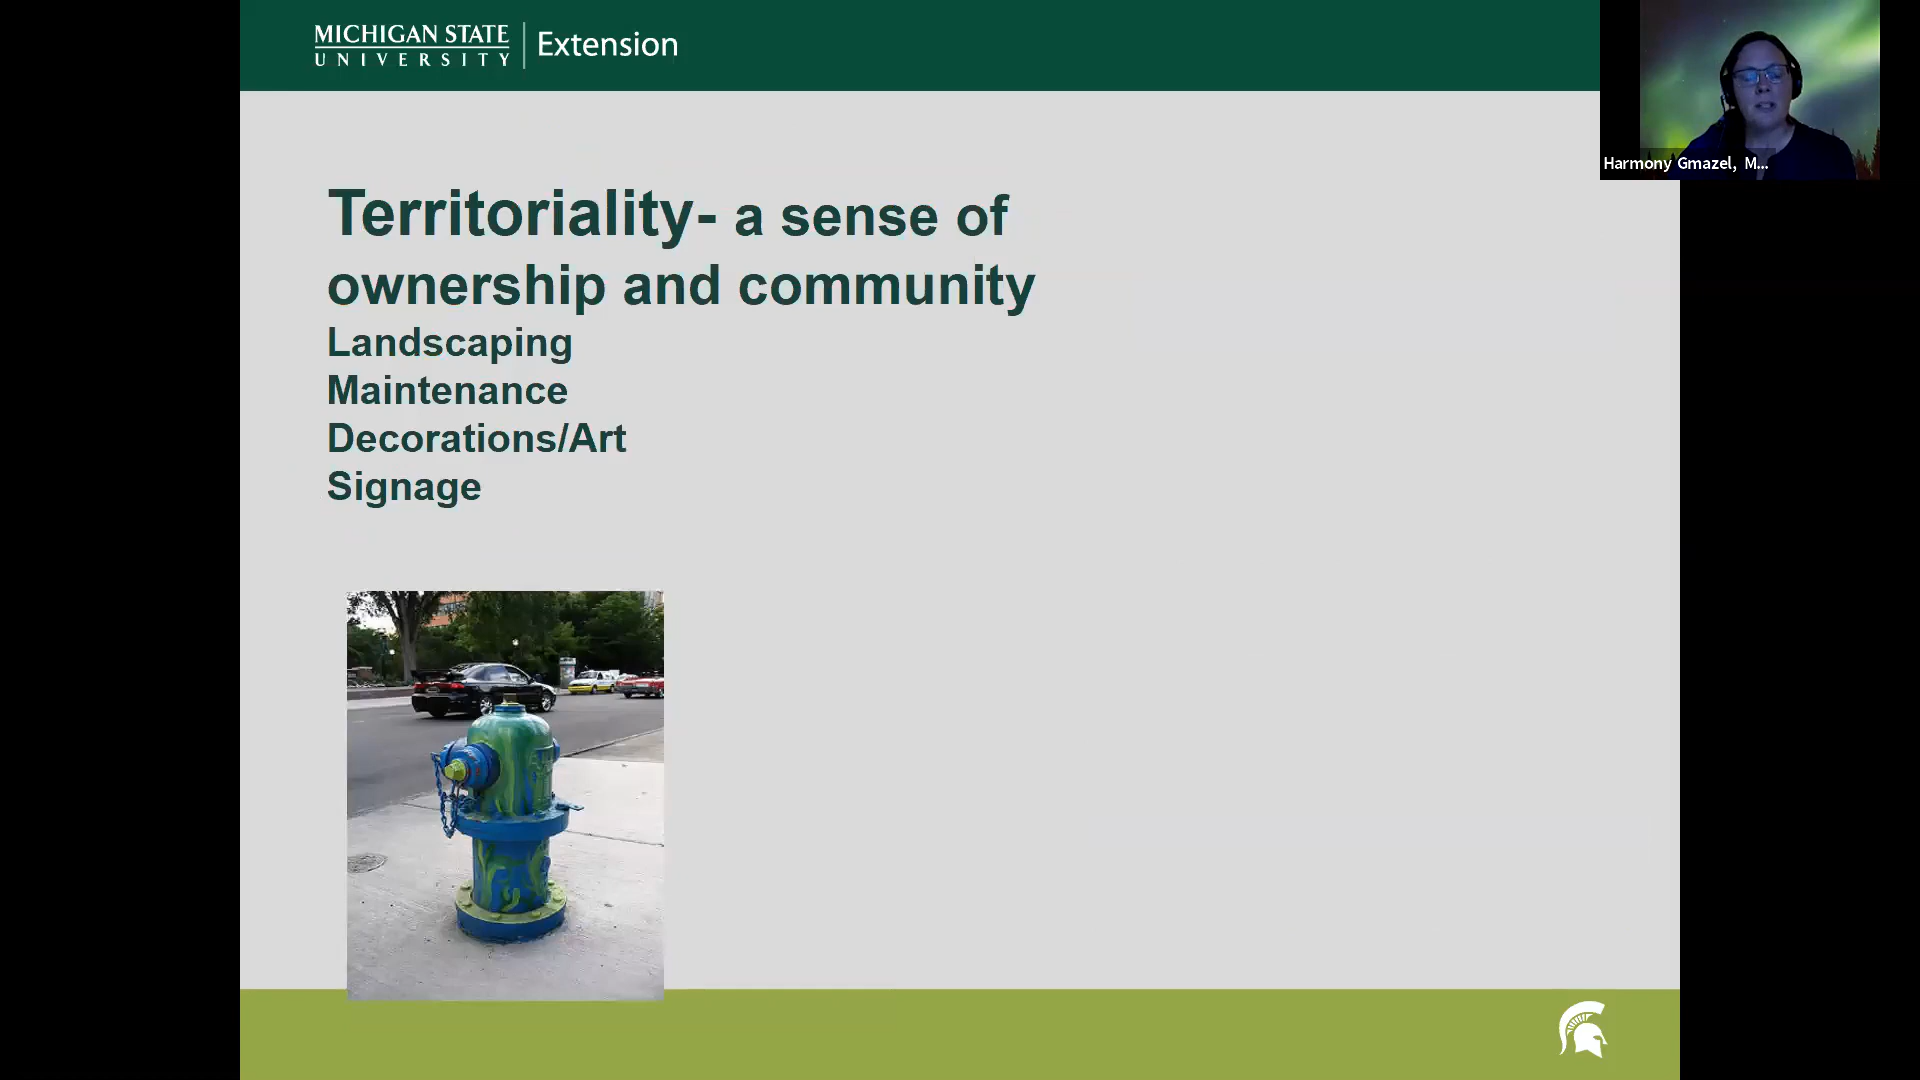 MICHIGAN STATE
UNIVERSITY
Extension
Harmony Gmazel, M...
Territoriality- a sense of
ownership and community
Landscaping
Maintenance
Decorations/Art
Signage